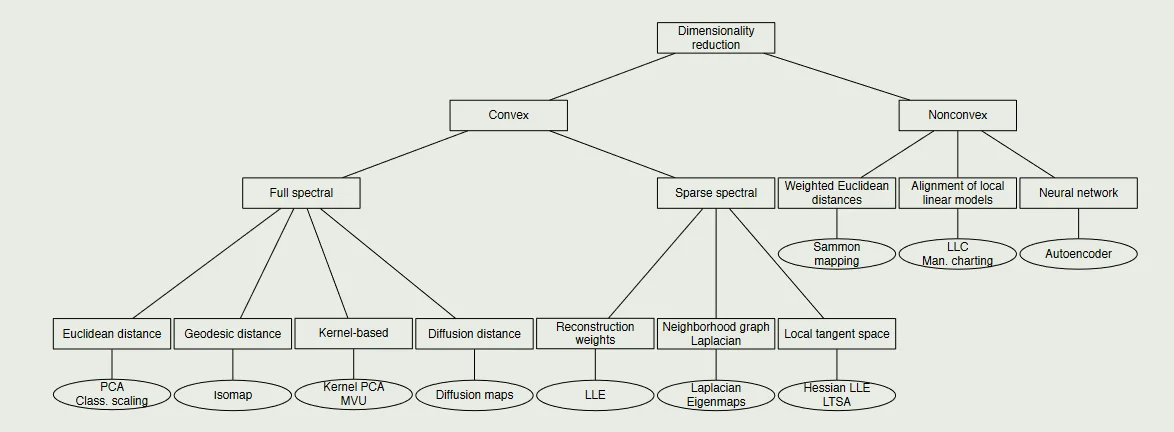 Dimensionality
reduction
Convex
Nonconvex
Full spectral
Sparse spectral
Weighted Euclidean
distances
Alignment of local
linear models
Neural network
Sammon
mapping
LLC
Man. charting
Autoencoder
Euclidean distance
Geodesic distance
Kernel-based
Diffusion distance
Reconstruction
weights
Neighborhood graph
Laplacian
Local tangent space
PCA
Class. scaling
Isomap
Kernel PCA
MVU
Diffusion maps
LLE
Laplacian
Eigenmaps
Hessian LLE
LTSA